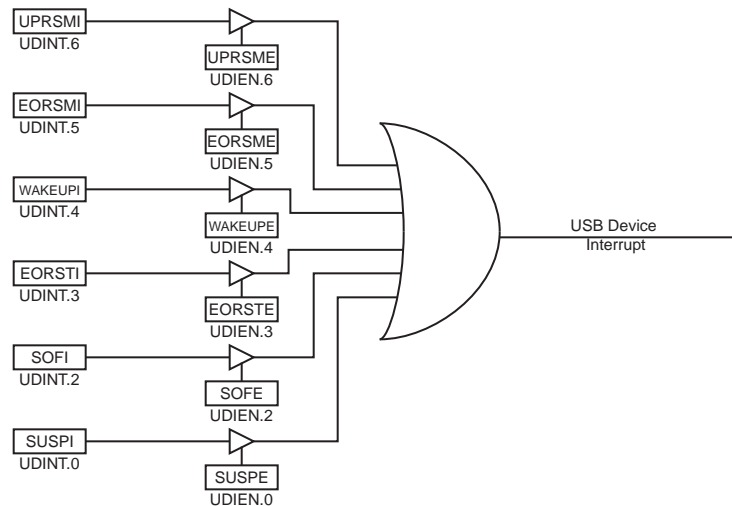 UPRSMI
UDINT.6
UPRSME
UDIEN.6
EORSMI
UDINT.5
EORSME
UDIEN.5
WAKEUPI
UDINT.4
WAKEUPE
UDIEN.4
EORSTI
UDINT.3
EORSTE
UDIEN.3
SOFI
UDINT.2
SOFE
UDIEN.2
SUSPI
UDINT.0
SUSPE
UDIEN.0
USB Device
Interrupt